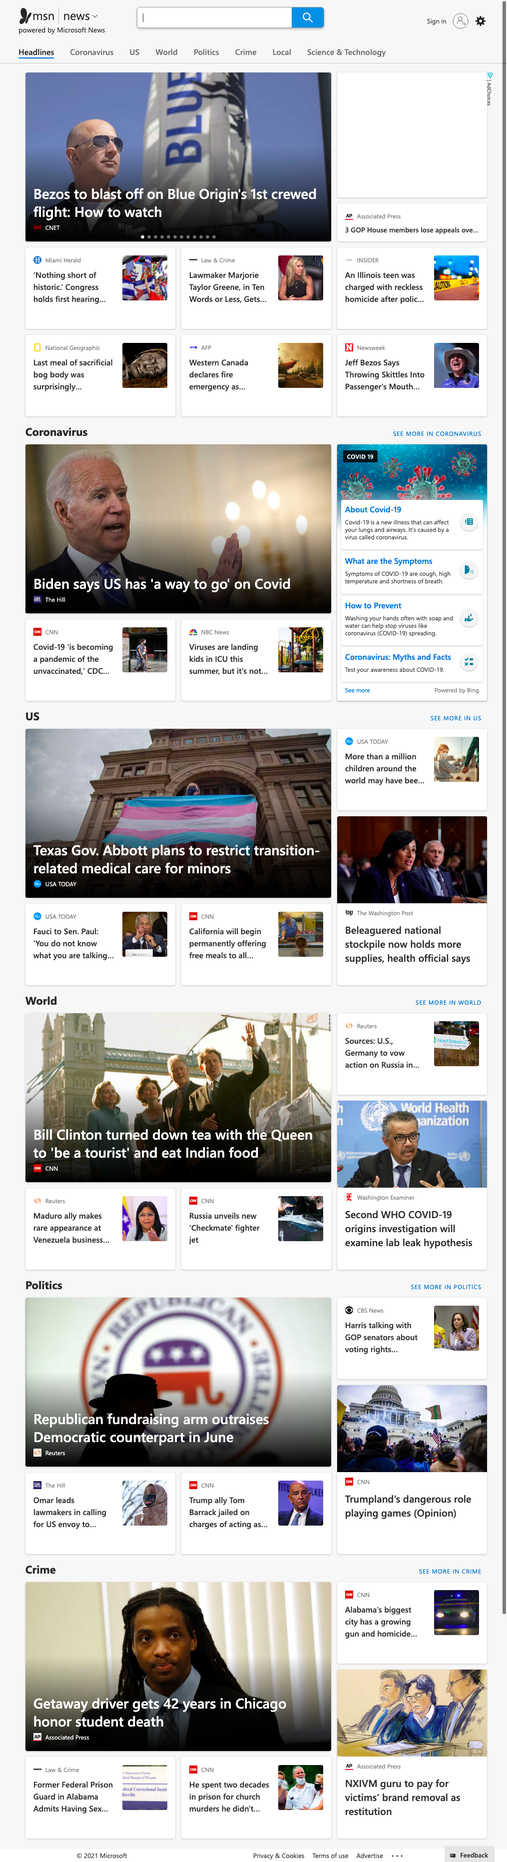 msn | news
powered by Microsoft News
Sign in
Headlines Coronavirus US World Politics Crime Local Science & Technology
BLUE
Bezos to blast off on Blue Origin's 1st crewed
flight: How to watch
CNET
AdChoices
Associated Press
3 GOP House members lose appeals ove...
Miami Herald
'Nothing short of
historic.' Congress
holds first hearing...
Law & Crime
Lawmaker Marjorie
Taylor Greene, in Ten
Words or Less, Gets...
INSIDER
An Illinois teen was
charged with reckless
homicide after polic...
National Geographic
Last meal of sacrificial
bog body was
surprisingly...
AFP
Western Canada
declares fire
emergency as...
Newsweek
Jeff Bezos Says
Throwing Skittles Into
Passenger's Mouth...
Coronavirus
SEE MORE IN CORONAVIRUS
Biden says US has 'a way to go' on Covid
The Hill
COVID 19
About Covid-19
Covid-19 is a new illness that can affect
your lungs and airways. It's caused by a
virus called coronavirus.
What are the Symptoms
Symptoms of COVID-19 are cough, high
temperature and shortness of breath.
How to Prevent
Washing your hands often with soap and
water can help stop viruses like
coronavirus (COVID-19) spreading.
Coronavirus: Myths and Facts
Test your awareness about COVID-19.
See more
Powered by Bing
CNN
Covid-19 'is becoming
a pandemic of the
unvaccinated,' CDC...
NBC News
Viruses are landing
kids in ICU this
summer, but it's not...
US
SEE MORE IN US
Texas Gov. Abbott plans to restrict transition-
related medical care for minors
USA TODAY
USA TODAY
More than a million
children around the
world may have bee...
The Washington Post
Beleaguered national
stockpile now holds more
supplies, health official says
USA TODAY
Fauci to Sen. Paul:
'You do not know
what you are talking...
CNN
California will begin
permanently offering
free meals to all...
World
SEE MORE IN WORLD
Bill Clinton turned down tea with the Queen
to 'be a tourist' and eat Indian food
CNN
Reuters
Sources: U.S.,
Germany to vow
action on Russia in...
World Health
Organization
Washington Examiner
Second WHO COVID-19
origins investigation will
examine lab leak hypothesis
Reuters
Maduro ally makes
rare appearance at
Venezuela business...
CNN
Russia unveils new
'Checkmate' fighter
jet
Politics
SEE MORE IN POLITICS
Republican fundraising arm outraises
Democratic counterpart in June
Reuters
CBS News
Harris talking with
GOP senators about
voting rights...
CNN
Trumpland's dangerous role
playing games (Opinion)
The Hill
Omar leads
lawmakers in calling
for US envoy to...
CNN
Trump ally Tom
Barrack jailed on
charges of acting as...
Crime
SEE MORE IN CRIME
Getaway driver gets 42 years in Chicago
honor student death
Associated Press
CNN
Alabama's biggest
city has a growing
gun and homicide...
Associated Press
NXIVM guru to pay for
victims' brand removal as
restitution
Law & Crime
Former Federal Prison
Guard in Alabama
Admits Having Sex...
CNN
He spent two decades
in prison for church
murders he didn't...
© 2021 Microsoft
Privacy & Cookies Terms of use Advertise ...
Feedback